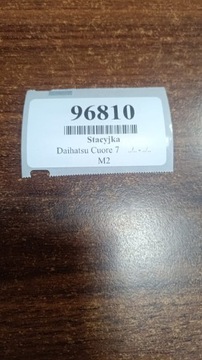 96810
Stacyjka
Daihatsu Cuore 7
M2